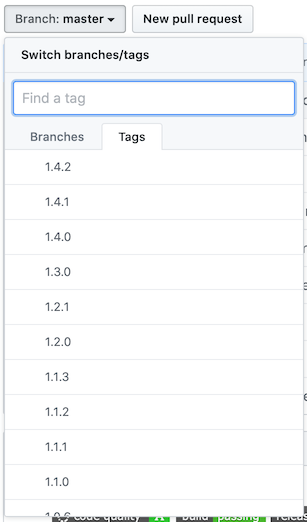 Branch: master
New pull request
Switch branches/tags
Find a tag
Branches
Tags
1.4.2
1.4.1
1.4.0
1.3.0
1.2.1
1.2.0
1.1.3
1.1.2
1.1.1
1.1.0
code quality A build passing